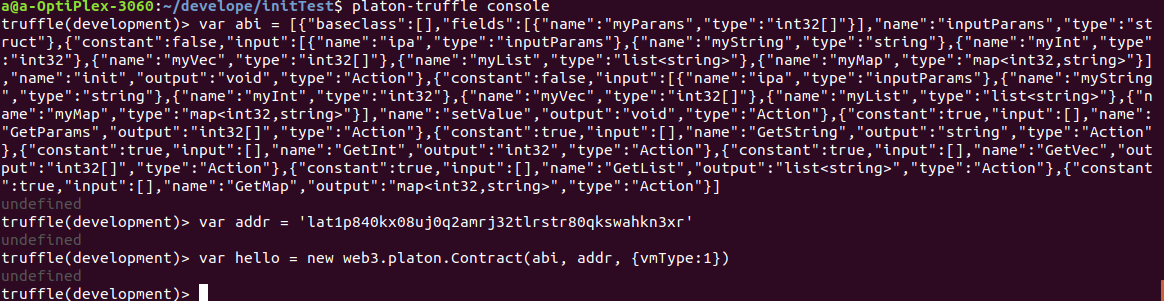 a@a-OptiPlex-3060:~/develope/initTest$ platon-truffle console
truffle(development)> var abi = [{"baseclass":[],"fields":[{"name":"myParams","type":"int32[]"}],"name":"inputParams","type":"st
ruct"},{"constant":false,"input":[{"name":"ipa","type":"inputParams"},{"name":"myString","type":"string"},{"name":"myInt","type"
:"int32"},{"name":"myVec","type":"int32[]"},{"name":"myList","type":"list<string>"},{"name":"myMap","type":"map<int32,string>"}]
,"name":"init","output":"void","type":"Action"},{"constant":false,"input":[{"name":"ipa","type":"inputParams"},{"name":"myString
","type":"string"},{"name":"myInt","type":"int32"},{"name":"myVec","type":"int32[]"},{"name":"myList","type":"list<string>"},{"n
ame":"myMap","type":"map<int32,string>"}],"name":"setValue","output":"void","type":"Action"},{"constant":true,"input":[],"name":
"GetParams","output":"int32[]","type":"Action"},{"constant":true,"input":[],"name":"GetString","output":"string","type":"Action"
},{"constant":true,"input":[],"name":"GetInt","output":"int32","type":"Action"},{"constant":true,"input":[],"name":"GetVec","out
put":"int32[]","type":"Action"},{"constant":true,"input":[],"name":"GetList","output":"list<string>","type":"Action"},{"constant
":true,"input":[],"name":"GetMap","output":"map<int32,string>","type":"Action"}]
undefined
truffle(development)> var addr = 'lat1p840kx08uj0q2amrj32tlrstr80qkswahkn3xr'
undefined
truffle(development)> var hello = new web3.platon.Contract(abi, addr, {vmType:1})
undefined
truffle(development)>